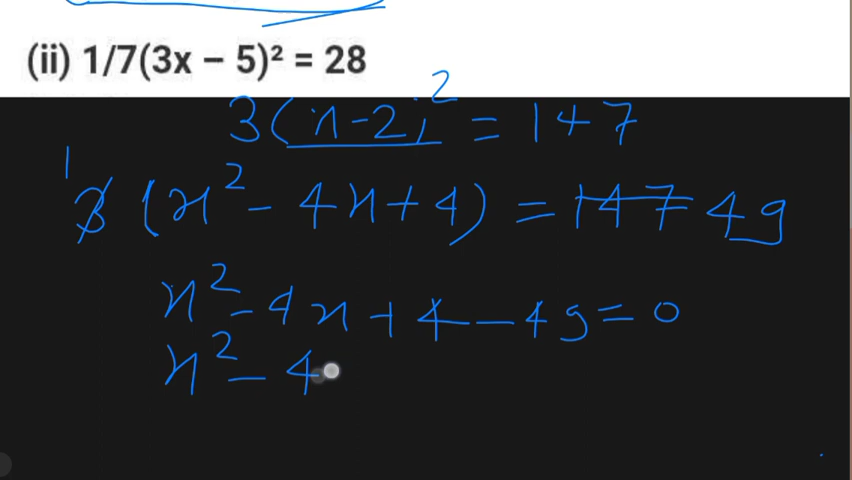 (ii) 1/7(3x – 5)² = 28
3(x-2)² = 147
1
3 (x² - 4x + 4) = 147 49
x² - 4x + 4 - 49 = 0
x² - 4